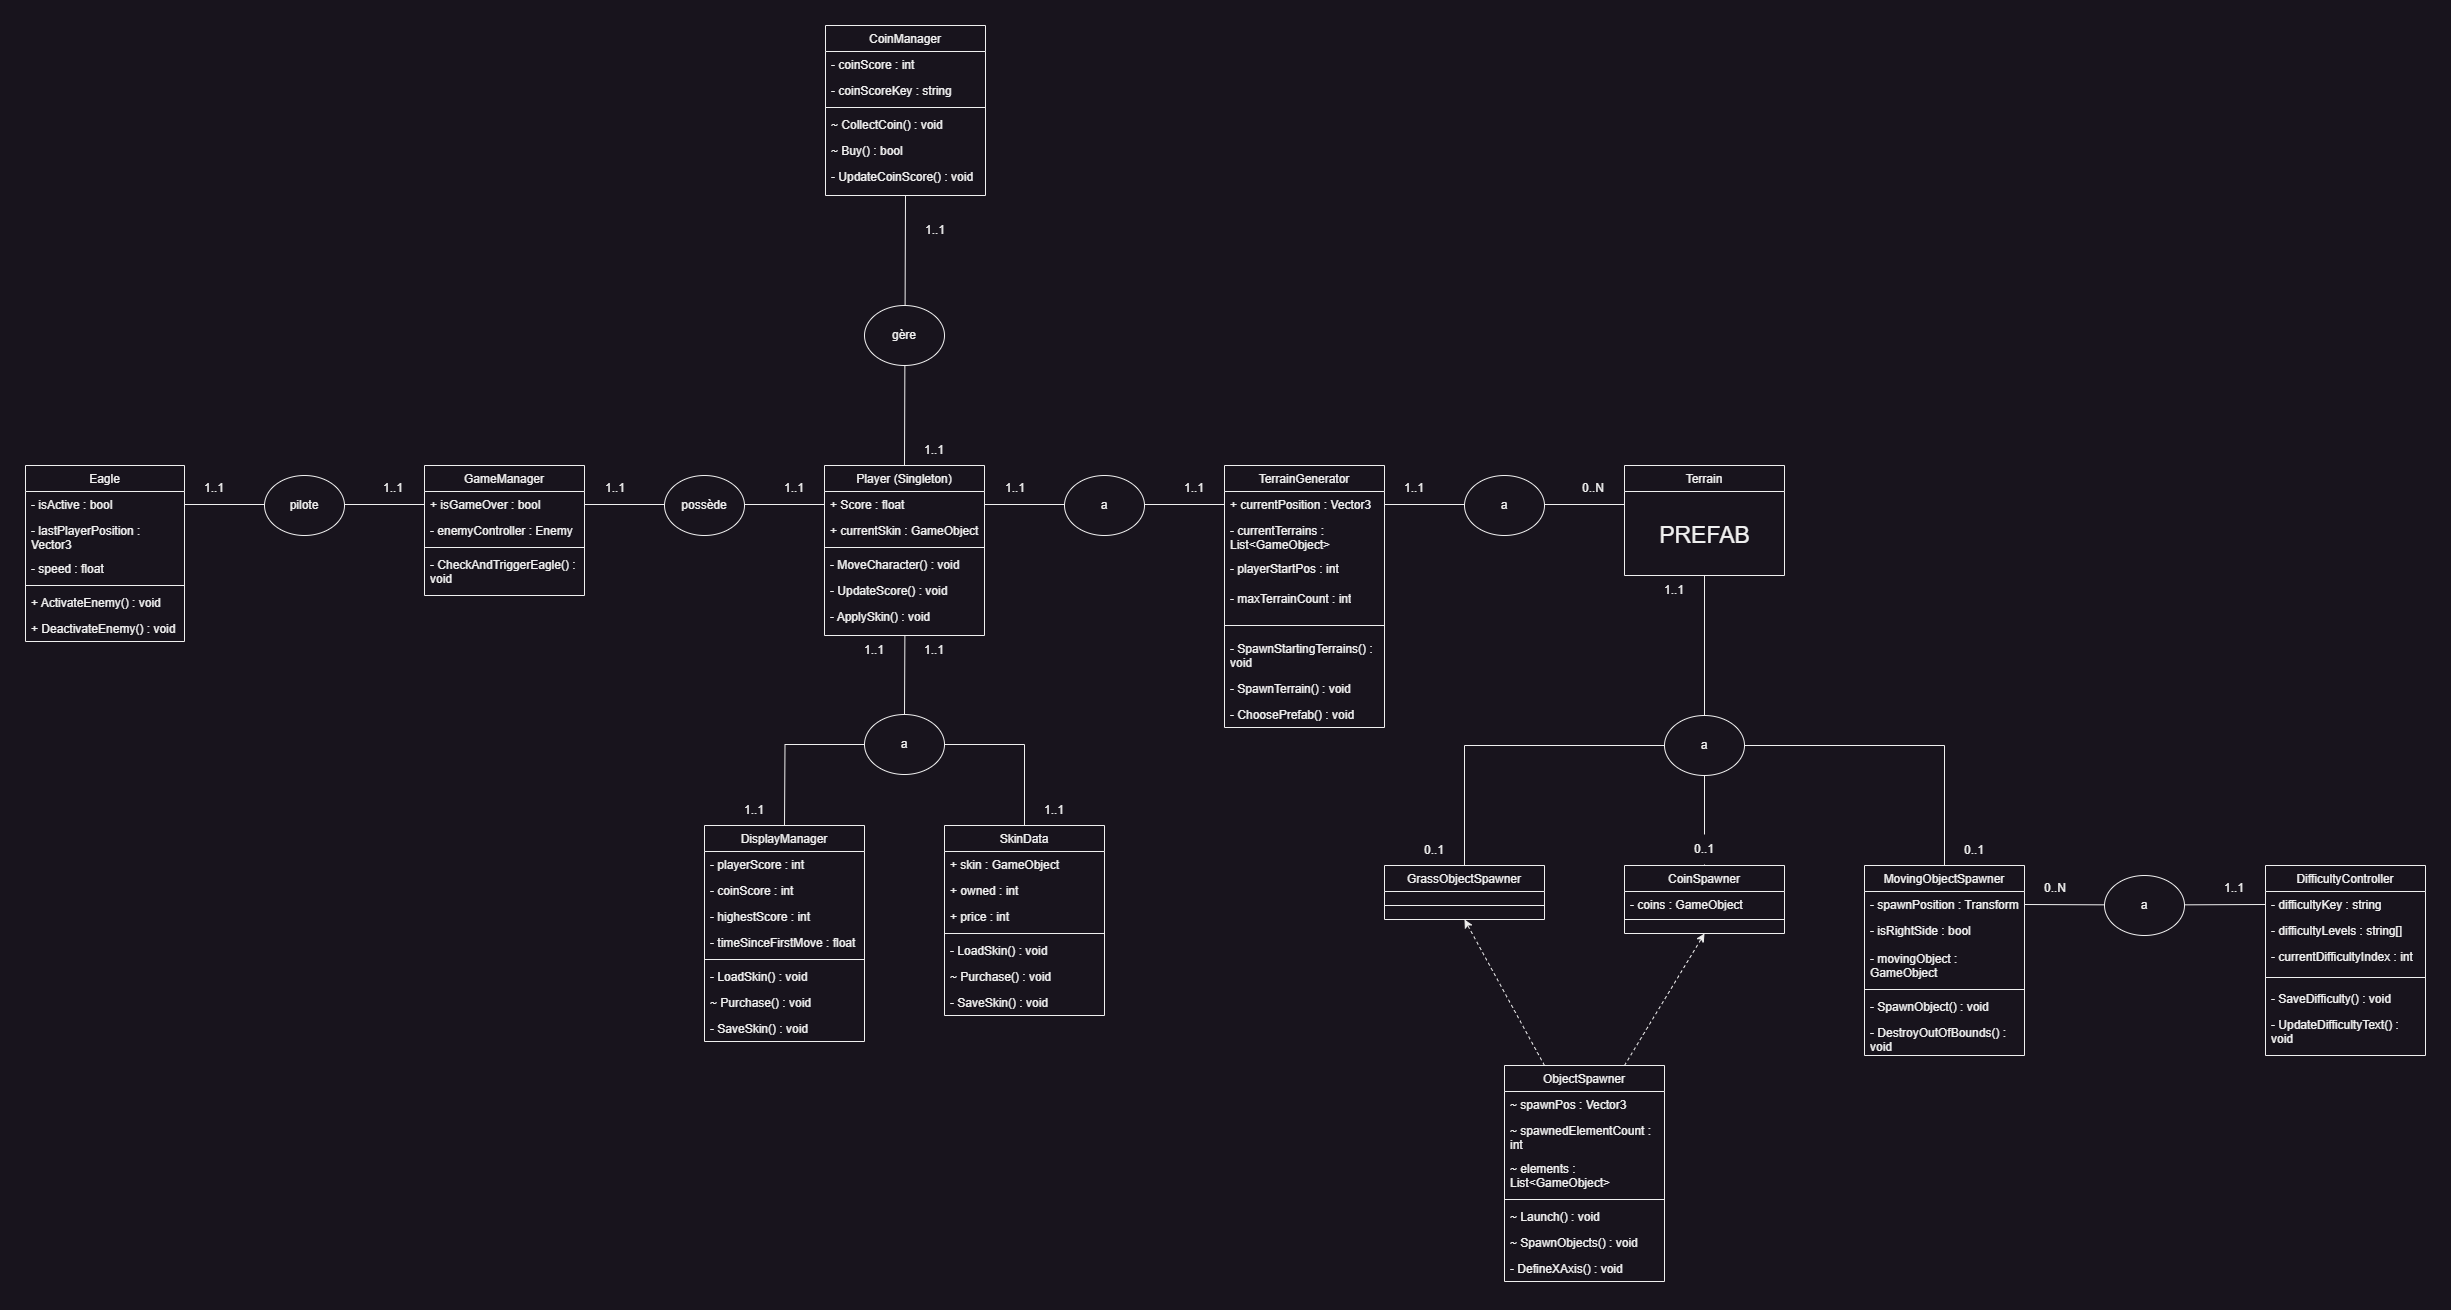 CoinManager
- coinScore : int
- coinScoreKey : string
~ CollectCoin() : void
~ Buy() : bool
- UpdateCoinScore() : void
1..1
gère
1..1
Eagle
- isActive : bool
- lastPlayerPosition :
Vector3
- speed : float
+ ActivateEnemy() : void
+ DeactivateEnemy() : void
1..1
pilote
1..1
GameManager
+ isGameOver : bool
- enemyController : Enemy
- CheckAndTriggerEagle() :
void
1..1
possède
1..1
Player (Singleton)
+ Score : float
+ currentSkin : GameObject
- MoveCharacter() : void
- UpdateScore() : void
- ApplySkin() : void
1..1
a
1..1
TerrainGenerator
+ currentPosition : Vector3
- currentTerrains :
List<GameObject>
- playerStartPos : int
- maxTerrainCount : int
- SpawnStartingTerrains() :
void
- SpawnTerrain() : void
- ChoosePrefab() : void
1..1
a
0..N
Terrain
PREFAB
1..1
1..1
1..1
a
1..1
1..1
DisplayManager
- playerScore : int
- coinScore : int
- highestScore : int
- timeSinceFirstMove : float
- LoadSkin() : void
~ Purchase() : void
- SaveSkin() : void
SkinData
+ skin : GameObject
+ owned : int
+ price : int
- LoadSkin() : void
~ Purchase() : void
- SaveSkin() : void
a
0..1
0..1
0..1
GrassObjectSpawner
CoinSpawner
- coins : GameObject
MovingObjectSpawner
- spawnPosition : Transform
- isRightSide : bool
- movingObject :
GameObject
- SpawnObject() : void
- DestroyOutOfBounds() :
void
0..N
a
1..1
DifficultyController
- difficultyKey : string
- difficultyLevels : string[]
- currentDifficultyIndex : int
- SaveDifficulty() : void
- UpdateDifficultyText() :
void
ObjectSpawner
~ spawnPos : Vector3
~ spawnedElementCount :
int
~ elements :
List<GameObject>
~ Launch() : void
~ SpawnObjects() : void
- DefineXAxis() : void